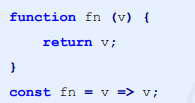 function fn (v) {
    return v;
}
const fn = v => v;